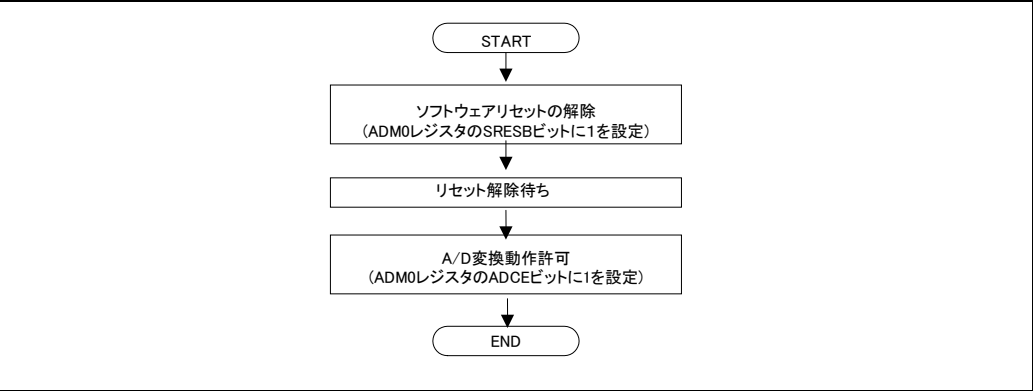 START
ソフトウェアリセットの解除
(ADM0レジスタのSRESBビットに1を設定)
リセット解除待ち
A/D変換動作許可
(ADM0レジスタのADCEビットに1を設定)
END